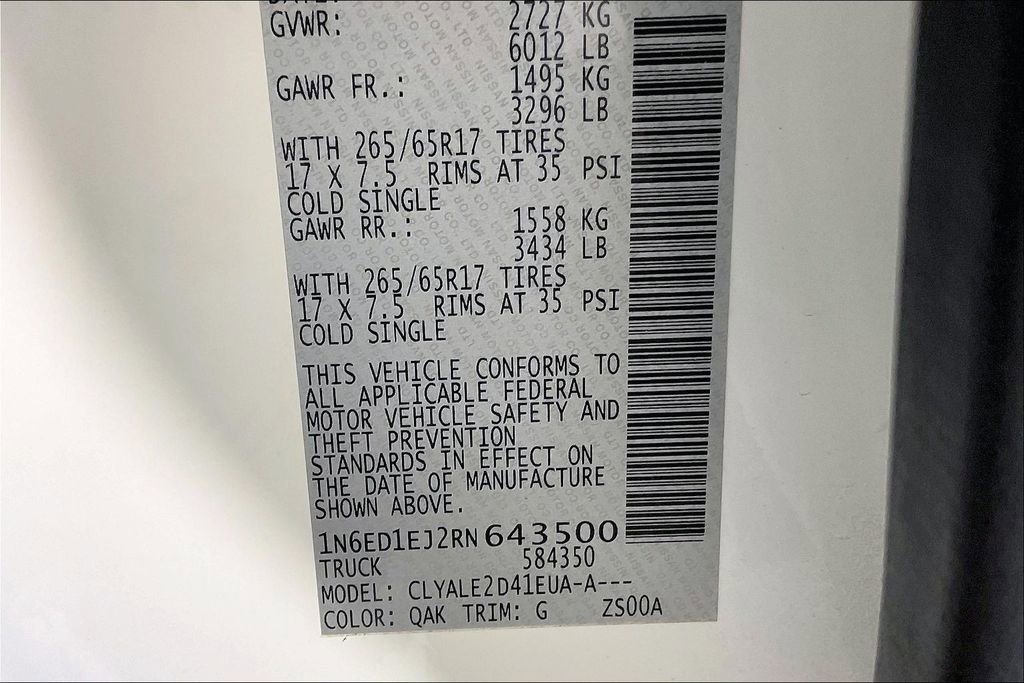 GVWR: 2727 KG
6012 LB
GAWR FR.: 1495 KG
3296 LB
WITH 265/65R17 TIRES
17 X 7.5 RIMS AT 35 PSI
COLD SINGLE
GAWR RR.: 1558 KG
3434 LB
WITH 265/65R17 TIRES
17 X 7.5 RIMS AT 35 PSI
COLD SINGLE
THIS VEHICLE CONFORMS TO
ALL APPLICABLE FEDERAL
MOTOR VEHICLE SAFETY AND
THEFT PREVENTION
STANDARDS IN EFFECT ON
THE DATE OF MANUFACTURE
SHOWN ABOVE.
1N6ED1EJ2RN643500
TRUCK 584350
MODEL: CLYALE2D41EUA-A---
COLOR: QAK TRIM: G ZS00A